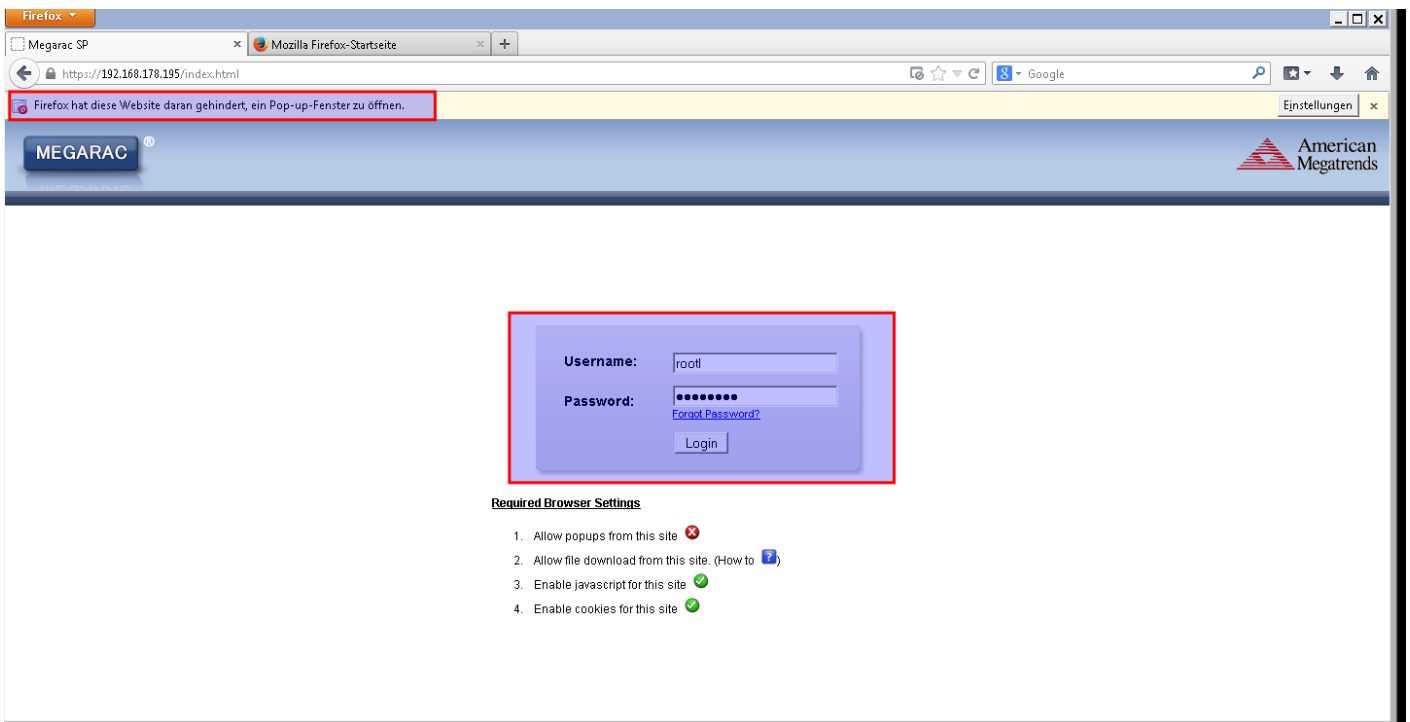 Firefox
Megarac SP
Mozilla Firefox-Startseite
https://192.168.178.195/index.html
Google
Firefox hat diese Website daran gehindert, ein Pop-up-Fenster zu öffnen.
Einstellungen
MEGARAC ®
American
Megatrends
Username: rootl
Password: ••••••••
Forgot Password?
Login
Required Browser Settings
1. Allow popups from this site
2. Allow file download from this site. (How to ?)
3. Enable javascript for this site
4. Enable cookies for this site